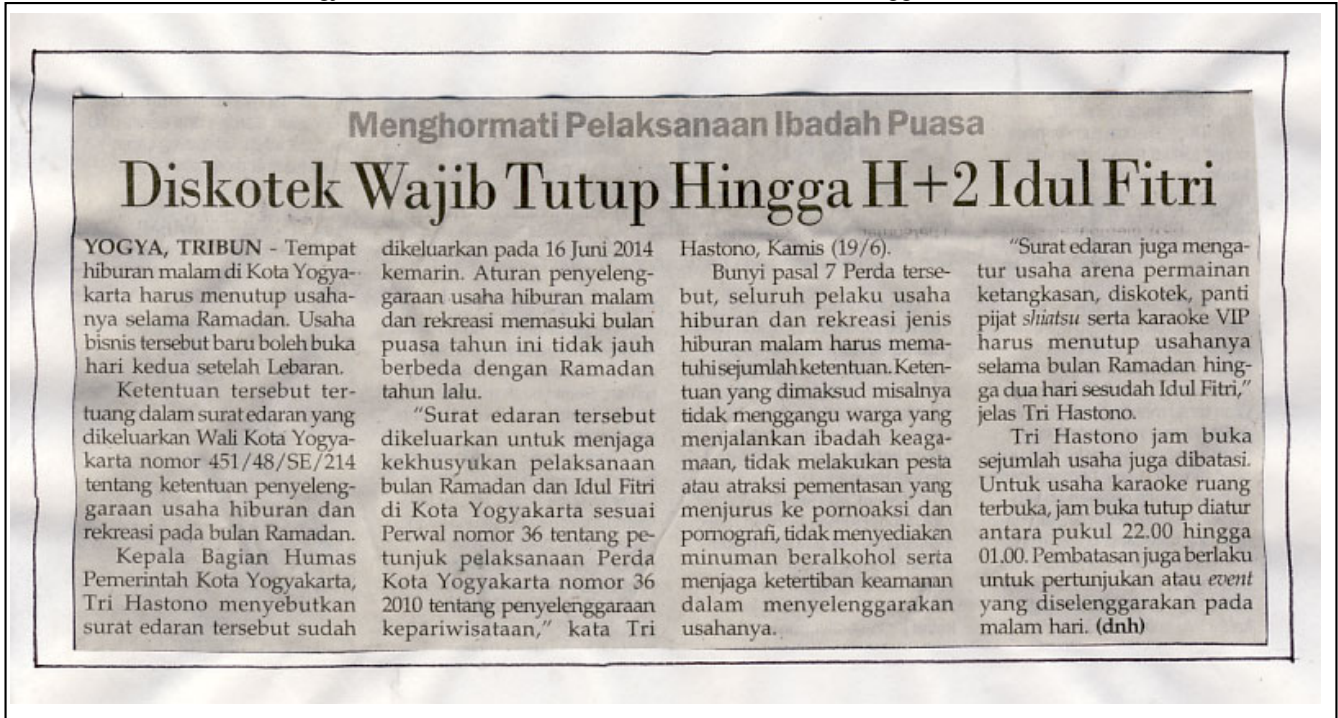 Menghormati Pelaksanaan Ibadah Puasa
Diskotek Wajib Tutup Hingga H+2 Idul Fitri
YOGYA, TRIBUN - Tempat
hiburan malam di Kota Yogya-
karta harus menutup usaha-
nya selama Ramadan. Usaha
bisnis tersebut baru boleh buka
hari kedua setelah Lebaran.
Ketentuan tersebut ter-
tuang dalam surat edaran yang
dikeluarkan Wali Kota Yogya-
karta nomor 451/48/SE/214
tentang ketentuan penyeleng-
garaan usaha hiburan dan
rekreasi pada bulan Ramadan.
Kepala Bagian Humas
Pemerintah Kota Yogyakarta,
Tri Hastono menyebutkan
surat edaran tersebut sudah
dikeluarkan pada 16 Juni 2014
kemarin. Aturan penyeleng-
garaan usaha hiburan malam
dan rekreasi memasuki bulan
puasa tahun ini tidak jauh
berbeda dengan Ramadan
tahun lalu.
"Surat edaran tersebut
dikeluarkan untuk menjaga
kekhusyukan pelaksanaan
bulan Ramadan dan Idul Fitri
di Kota Yogyakarta sesuai
Perwal nomor 36 tentang pe-
tunjuk pelaksanaan Perda
Kota Yogyakarta nomor 36
2010 tentang penyelenggaraan
kepariwisataan," kata Tri
Hastono, Kamis (19/6).
Bunyi pasal 7 Perda terse-
but, seluruh pelaku usaha
hiburan dan rekreasi jenis
hiburan malam harus mema-
tuhi sejumlah ketentuan. Keten-
tuan yang dimaksud misalnya
tidak menggangu warga yang
menjalankan ibadah keaga-
maan, tidak melakukan pesta
atau atraksi pementasan yang
menjurus ke pornoaksi dan
pornografi, tidak menyediakan
minuman beralkohol serta
menjaga ketertiban keamanan
dalam menyelenggarakan
usahanya.
"Surat edaran juga menga-
tur usaha arena permainan
ketangkasan, diskotek, panti
pijat shiatsu serta karaoke VIP
harus menutup usahanya
selama bulan Ramadan hing-
ga dua hari sesudah Idul Fitri,"
jelas Tri Hastono.
Tri Hastono jam buka
sejumlah usaha juga dibatasi.
Untuk usaha karaoke ruang
terbuka, jam buka tutup diatur
antara pukul 22.00 hingga
01.00. Pembatasan juga berlaku
untuk pertunjukan atau event
yang diselenggarakan pada
malam hari. (dnh)